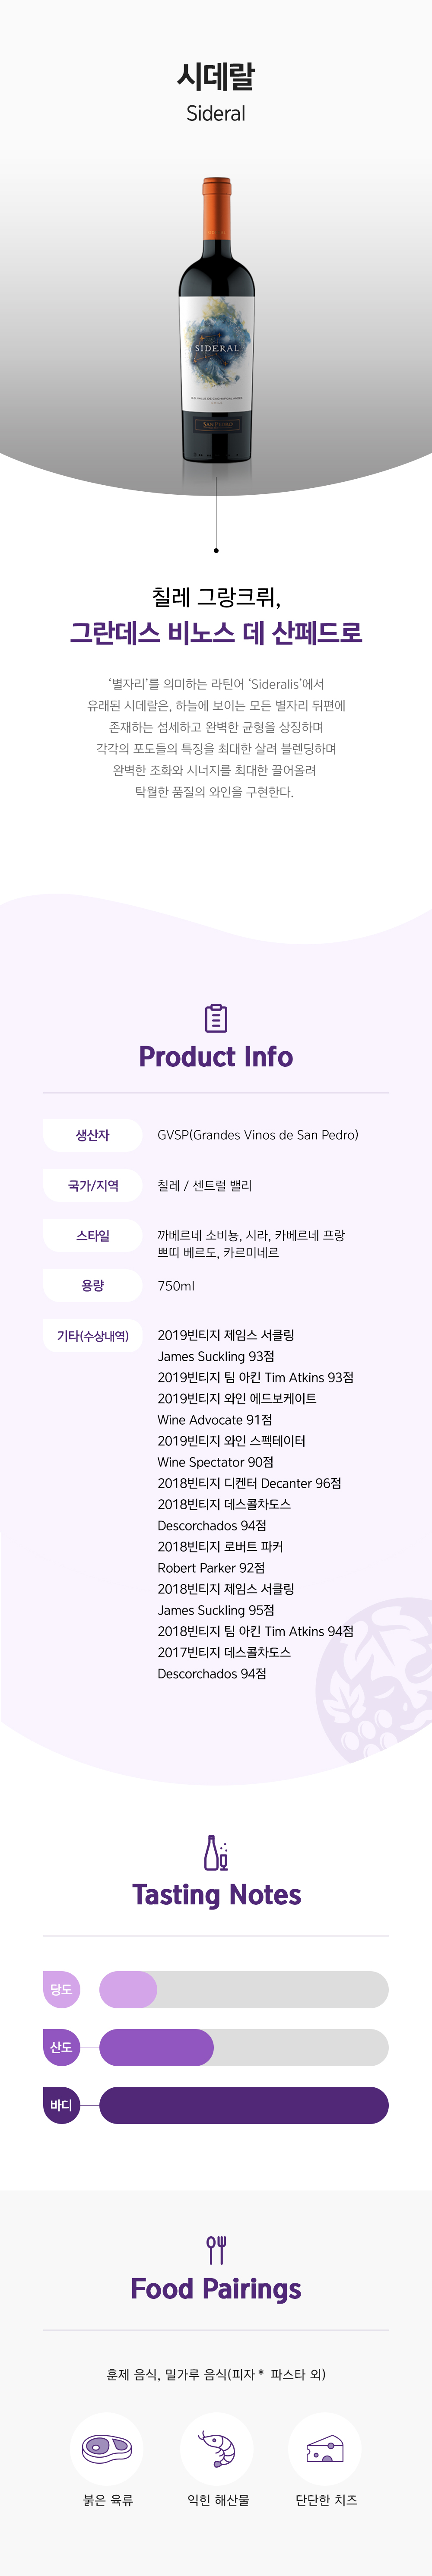 시데랄
Sideral
SIDERAL
SAN PEDRO
칠레 그랑크뤼,
그란데스 비노스 데 산페드로
‘별자리’를 의미하는 라틴어 ‘Sideralis’에서
유래된 시데랄은, 하늘에 보이는 모든 별자리 뒤편에
존재하는 섬세하고 완벽한 균형을 상징하며
각각의 포도들의 특징을 최대한 살려 블렌딩하며
완벽한 조화와 시너지를 최대한 끌어올려
탁월한 품질의 와인을 구현한다.
Product Info
생산자 GVSP(Grandes Vinos de San Pedro)
국가/지역 칠레 / 센트럴 밸리
스타일 까베르네 소비뇽, 시라, 카베르네 프랑
쁘띠 베르도, 카르미네르
용량 750ml
기타(수상내역) 2019빈티지 제임스 서클링
James Suckling 93점
2019빈티지 팀 아킨 Tim Atkins 93점
2019빈티지 와인 에드보케이트
Wine Advocate 91점
2019빈티지 와인 스펙테이터
Wine Spectator 90점
2018빈티지 디켄터 Decanter 96점
2018빈티지 데스콜차도스
Descorchados 94점
2018빈티지 로버트 파커
Robert Parker 92점
2018빈티지 제임스 서클링
James Suckling 95점
2018빈티지 팀 아킨 Tim Atkins 94점
2017빈티지 데스콜차도스
Descorchados 94점
Tasting Notes
당도
산도
바디
Food Pairings
훈제 음식, 밀가루 음식(피자* 파스타 외)
붉은 육류 익힌 해산물 단단한 치즈